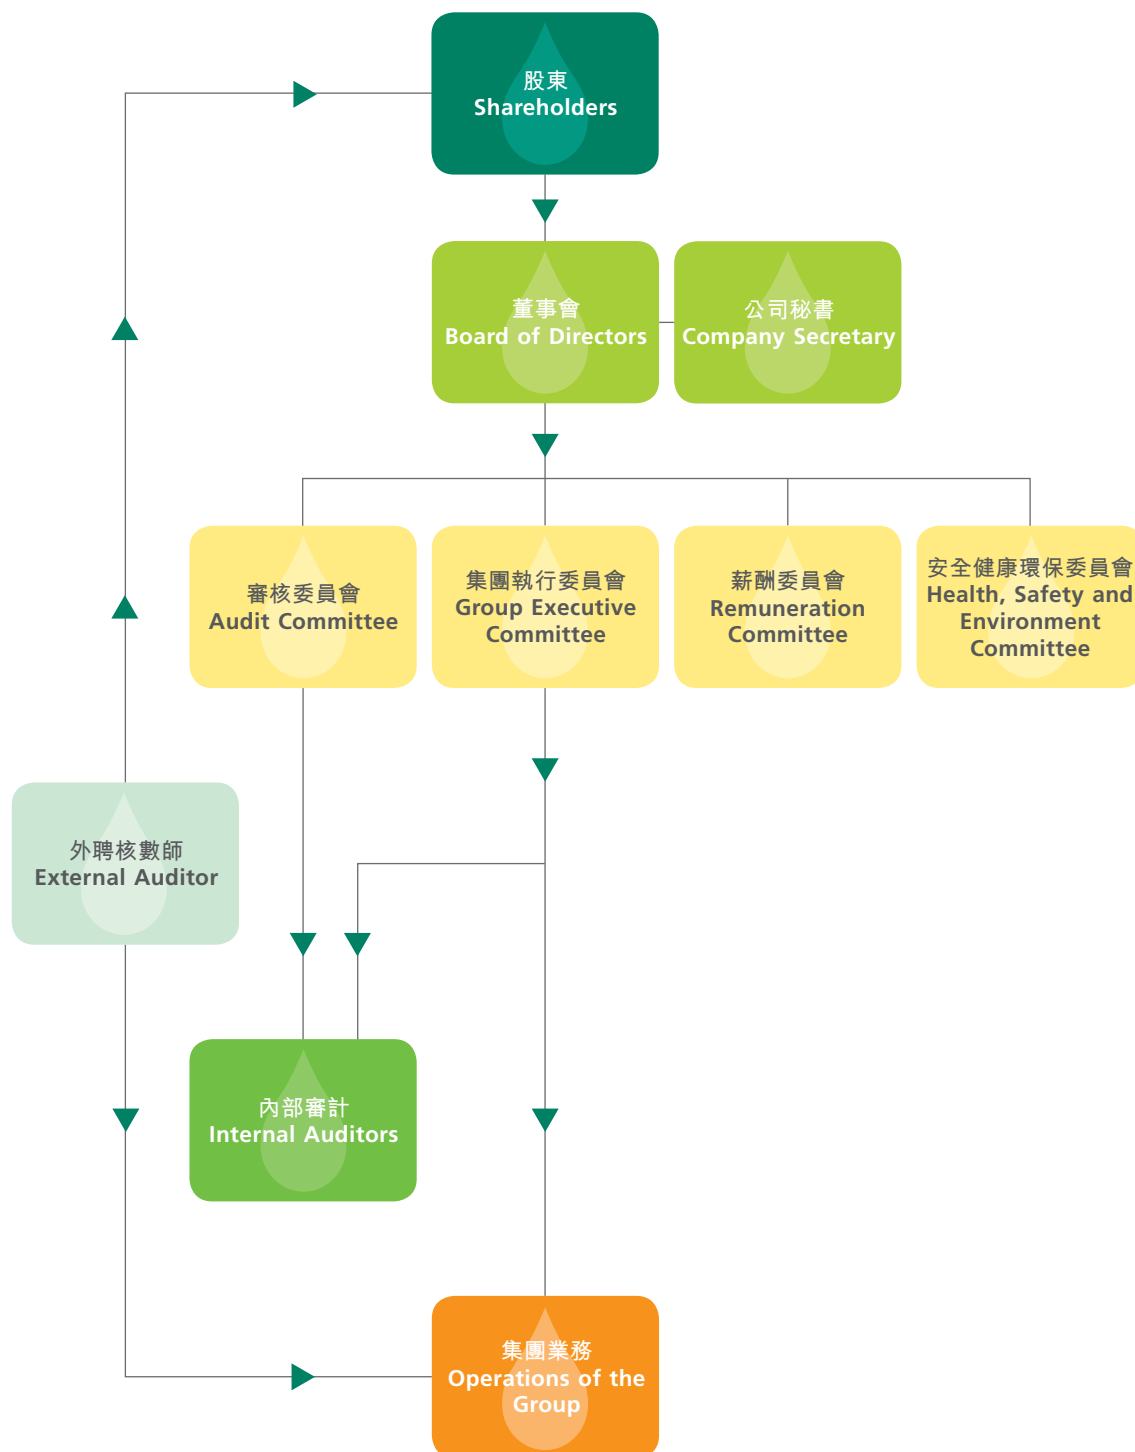 股東
Shareholders
董事會
Board of Directors
公司秘書
Company Secretary
審核委員會
Audit Committee
集團執行委員會
Group Executive
Committee
薪酬委員會
Remuneration
Committee
安全健康環保委員會
Health, Safety and
Environment
Committee
外聘核數師
External Auditor
內部審計
Internal Auditors
集團業務
Operations of the
Group